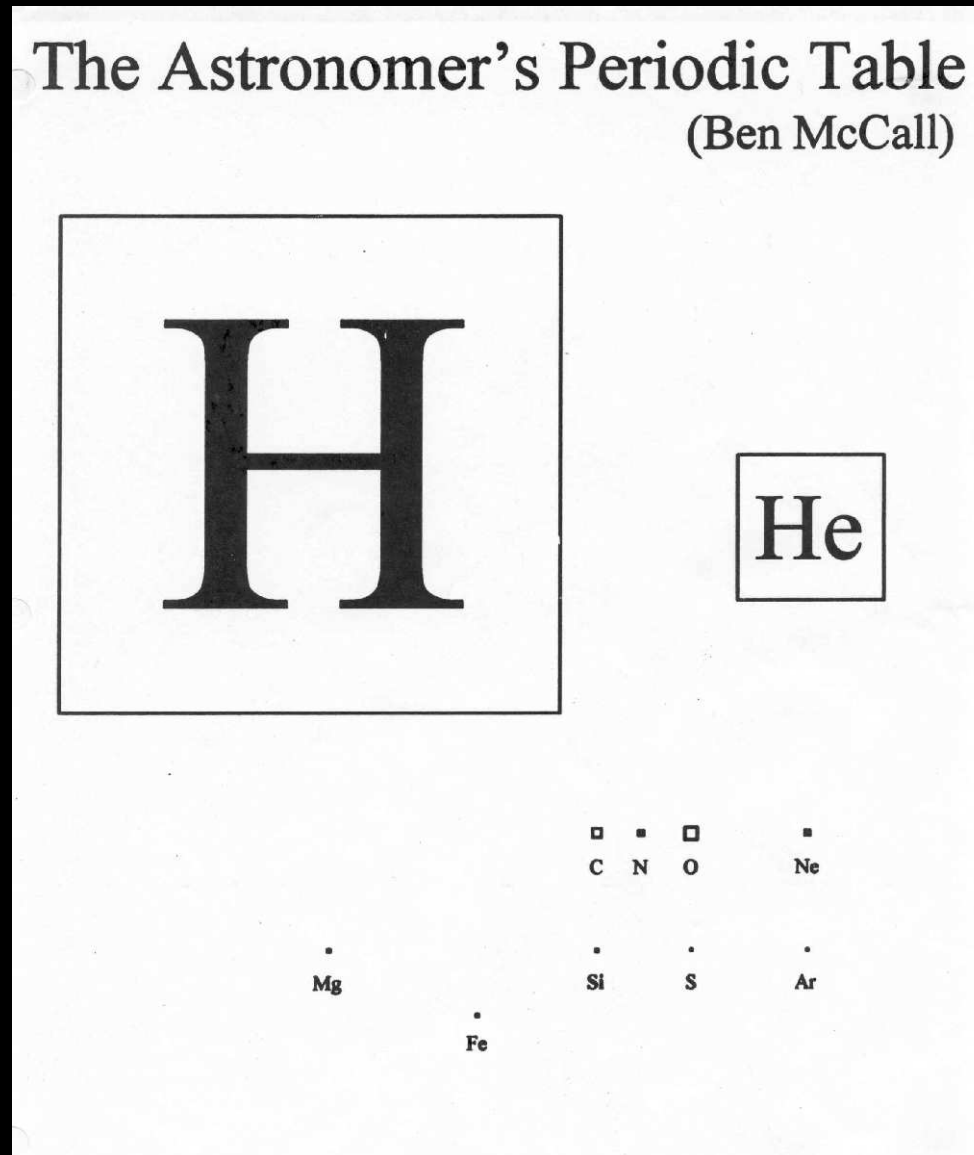 The Astronomer's Periodic Table
(Ben McCall)
H
He
C N O Ne
Mg Si S Ar
Fe